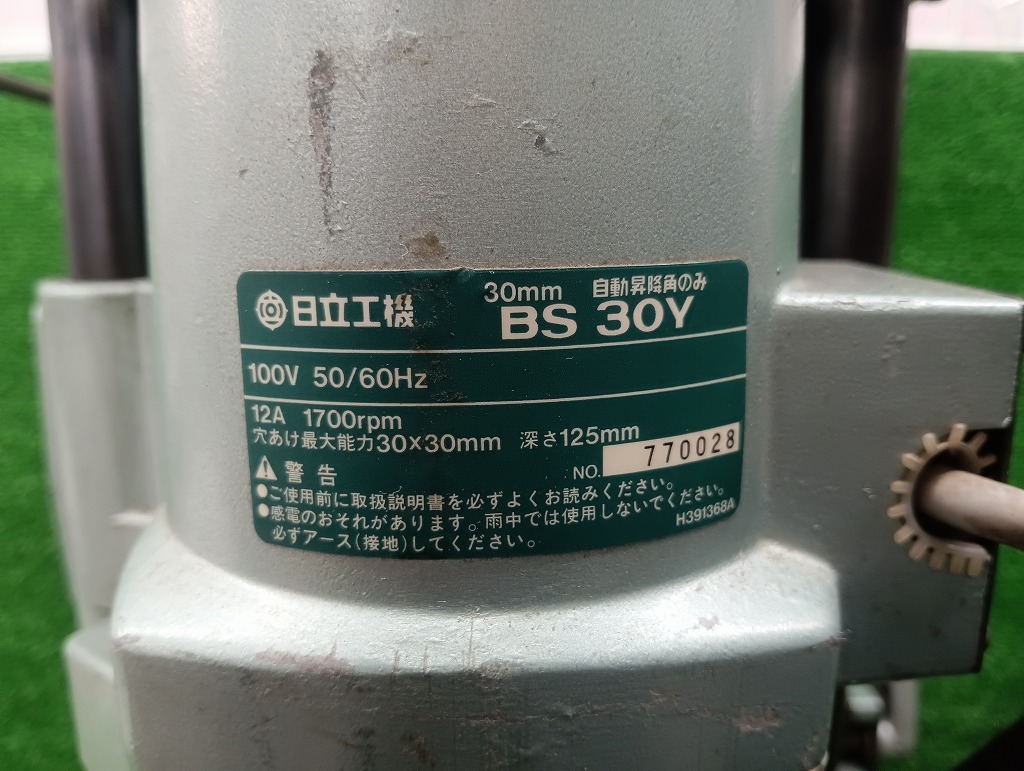 日立工機 30mm 自動昇降角のみ
BS 30Y
100V 50/60Hz
12A 1700rpm
穴あけ最大能力30×30mm 深さ125mm
NO. 770028
警告
●ご使用前に取扱説明書を必ずよくお読みください。
●感電のおそれがあります。雨中では使用しないでください。
必ずアース(接地)してください。
H391368A